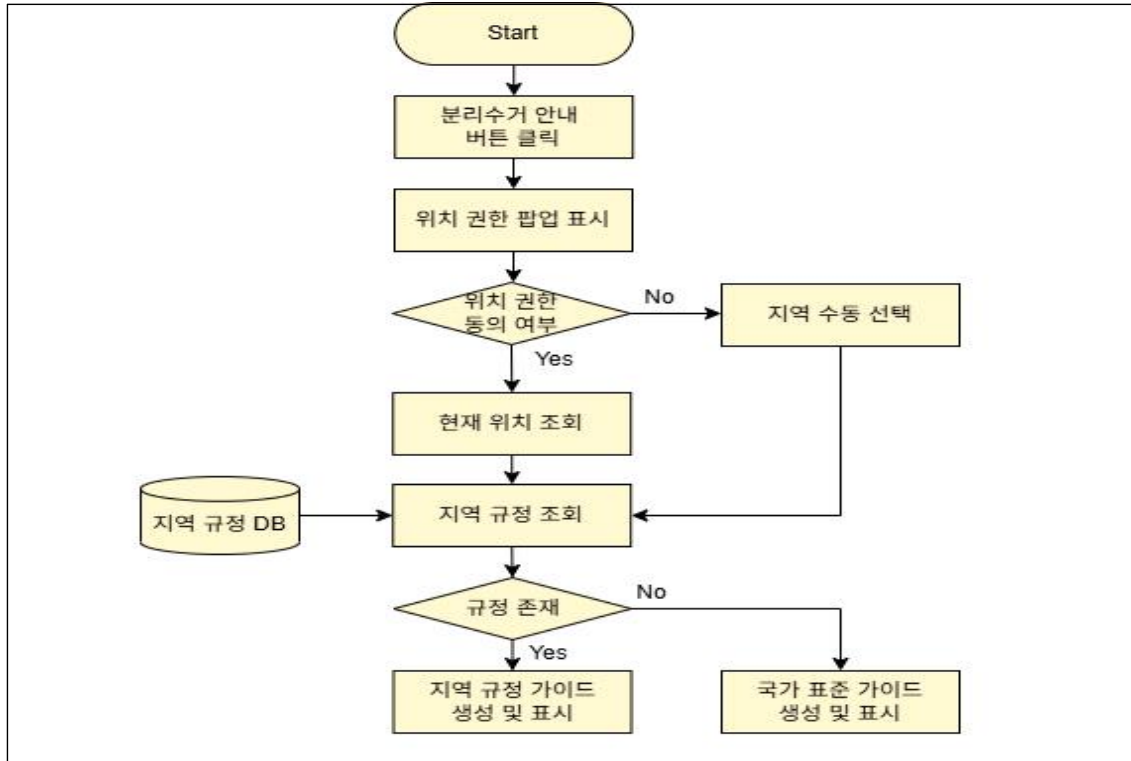 Start
분리수거 안내
버튼 클릭
위치 권한 팝업 표시
위치 권한
동의 여부
No
지역 수동 선택
Yes
현재 위치 조회
지역 규정 DB
지역 규정 조회
규정 존재
No
Yes
지역 규정 가이드
생성 및 표시
국가 표준 가이드
생성 및 표시